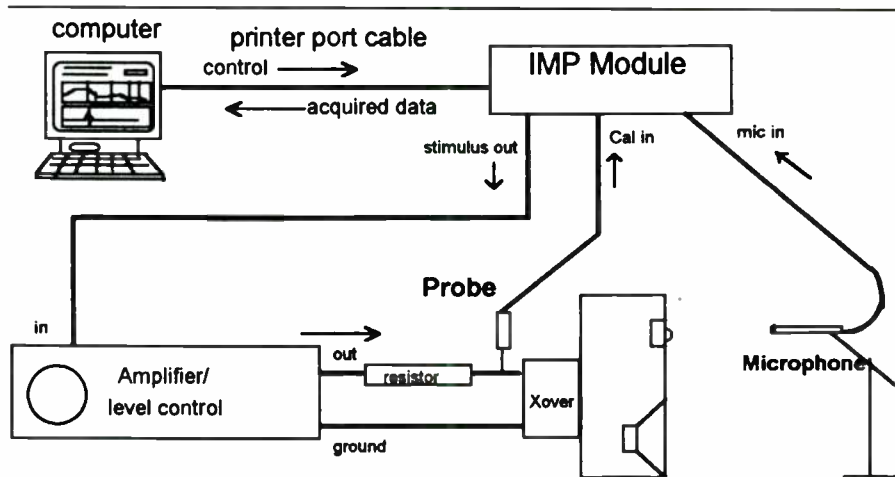 computer
printer port cable
control
acquired data
IMP Module
stimulus out
Cal in
mic in
Probe
in
out
resistor
Amplifier/
level control
ground
Xover
Microphone